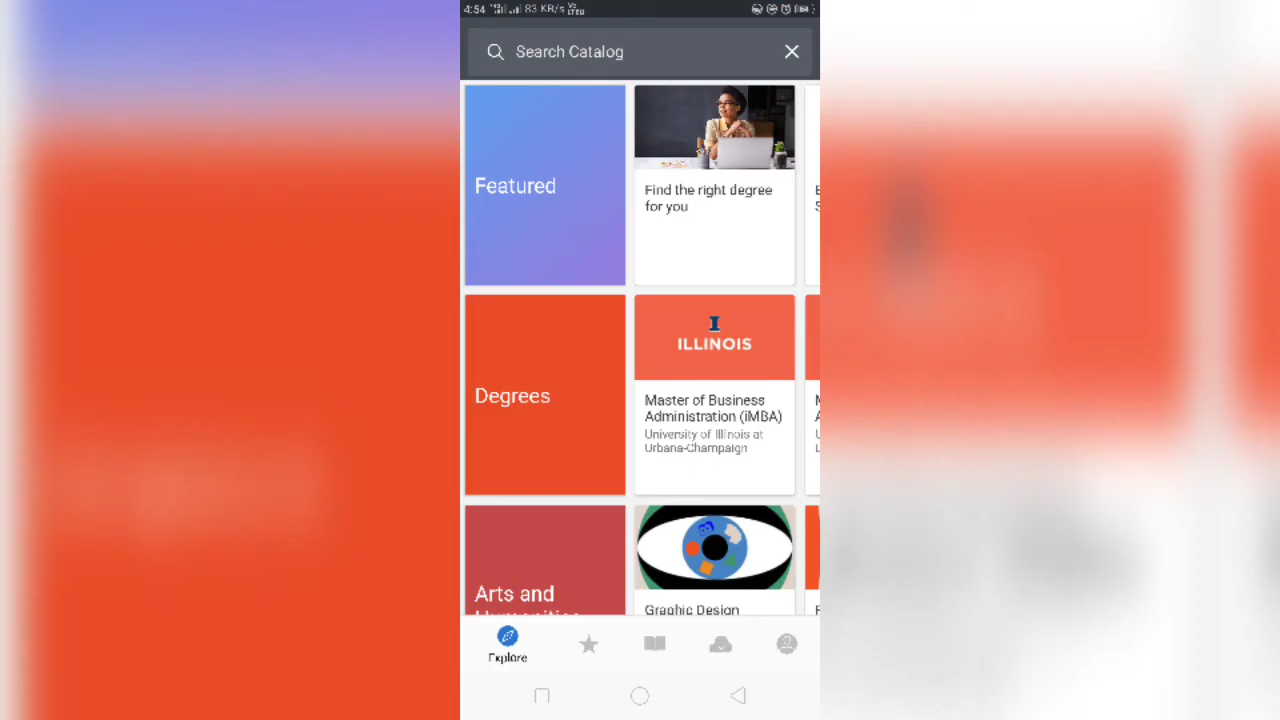 4:54 83 KB/s
Search Catalog
Featured
Find the right degree
for you
Degrees
I
ILLINOIS
Master of Business
Administration (iMBA)
University of Illinois at
Urbana-Champaign
Arts and
Humanities
Graphic Design
Explore